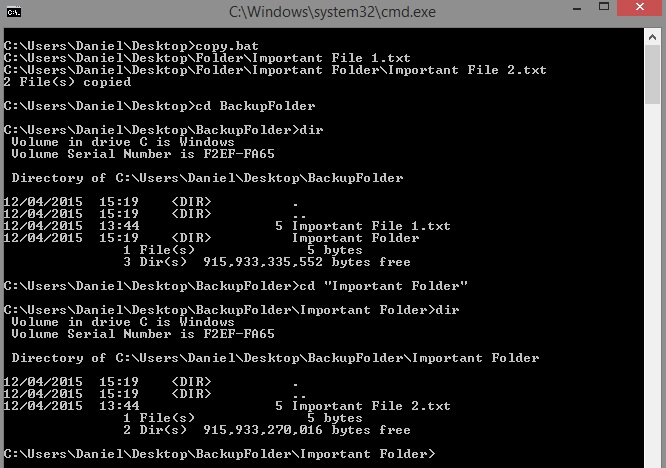 C:\Windows\system32\cmd.exe
C:\Users\Daniel\Desktop>copy.bat
C:\Users\Daniel\Desktop\Folder\Important File 1.txt
C:\Users\Daniel\Desktop\Folder\Important Folder\Important File 2.txt
2 File(s) copied
C:\Users\Daniel\Desktop>cd BackupFolder
C:\Users\Daniel\Desktop\BackupFolder>dir
 Volume in drive C is Windows
 Volume Serial Number is F2EF-FA65
 Directory of C:\Users\Daniel\Desktop\BackupFolder
12/04/2015  15:19    <DIR>          .
12/04/2015  15:19    <DIR>          ..
12/04/2015  13:44                 5 Important File 1.txt
12/04/2015  15:19    <DIR>          Important Folder
               1 File(s)              5 bytes
               3 Dir(s)  915,933,335,552 bytes free
C:\Users\Daniel\Desktop\BackupFolder>cd "Important Folder"
C:\Users\Daniel\Desktop\BackupFolder\Important Folder>dir
 Volume in drive C is Windows
 Volume Serial Number is F2EF-FA65
 Directory of C:\Users\Daniel\Desktop\BackupFolder\Important Folder
12/04/2015  15:19    <DIR>          .
12/04/2015  15:19    <DIR>          ..
12/04/2015  13:44                 5 Important File 2.txt
               1 File(s)              5 bytes
               2 Dir(s)  915,933,270,016 bytes free
C:\Users\Daniel\Desktop\BackupFolder\Important Folder>